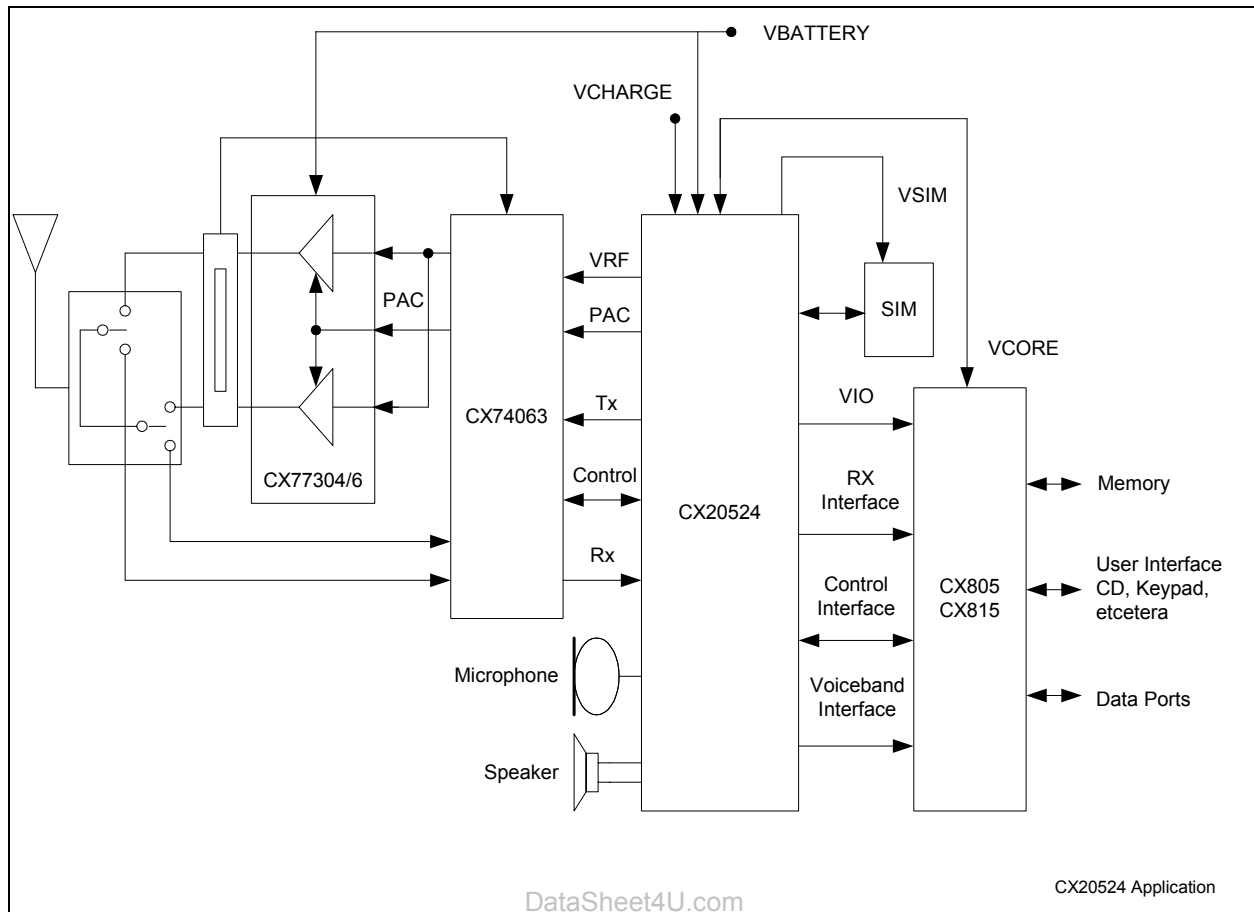 VBATTERY
VCHARGE
VSIM
VRF
PAC
PAC
SIM
VCORE
VIO
Tx
CX74063
CX77304/6
Control
RX
Interface
CX20524
Memory
Rx
Control
Interface
CX805
CX815
User Interface
CD, Keypad,
etcetera
Microphone
Voiceband
Interface
Data Ports
Speaker
CX20524 Application
DataSheet4U.com